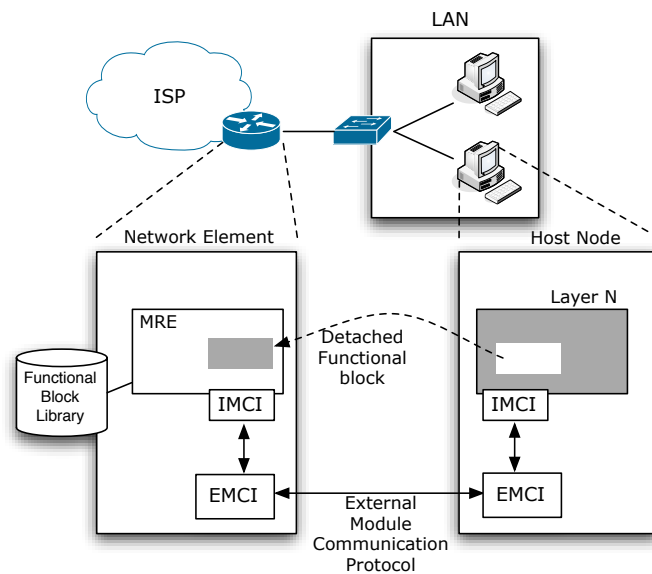 LAN
ISP
Network Element
Host Node
MRE
Layer N
Detached
Functional
block
Functional
Block
Library
IMCI
IMCI
EMCI
EMCI
External
Module
Communication
Protocol